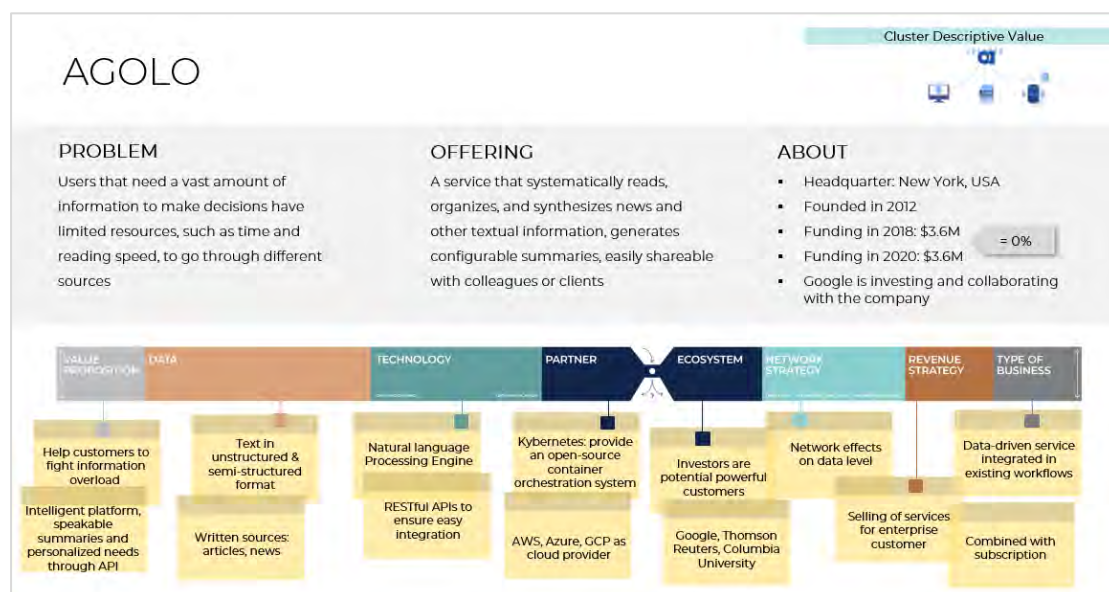 Cluster Descriptive Value
AGOLO
PROBLEM
Users that need a vast amount of
information to make decisions have
limited resources, such as time and
reading speed, to go through different
sources
OFFERING
A service that systematically reads,
organizes, and synthesizes news and
other textual information, generates
configurable summaries, easily shareable
with colleagues or clients
ABOUT
▪ Headquarter: New York, USA
▪ Founded in 2012
▪ Funding in 2018: $3.6M
▪ Funding in 2020: $3.6M
= 0%
▪ Google is investing and collaborating
with the company
VALUE
PROPOSITION
DATA
TECHNOLOGY
PARTNER
ECOSYSTEM
NETWORK
STRATEGY
REVENUE
STRATEGY
TYPE OF
BUSINESS
Help customers to
fight information
overload
Intelligent platform,
speakable
summaries and
personalized needs
through API
Text in
unstructured &
semi-structured
format
Written sources:
articles, news
Natural language
Processing Engine
RESTful APIs to
ensure easy
integration
Kybernetes: provide
an open-source
container
orchestration system
AWS, Azure, GCP as
cloud provider
Investors are
potential powerful
customers
Google, Thomson
Reuters, Columbia
University
Network effects
on data level
Selling of services
for enterprise
customer
Data-driven service
integrated in
existing workflows
Combined with
subscription